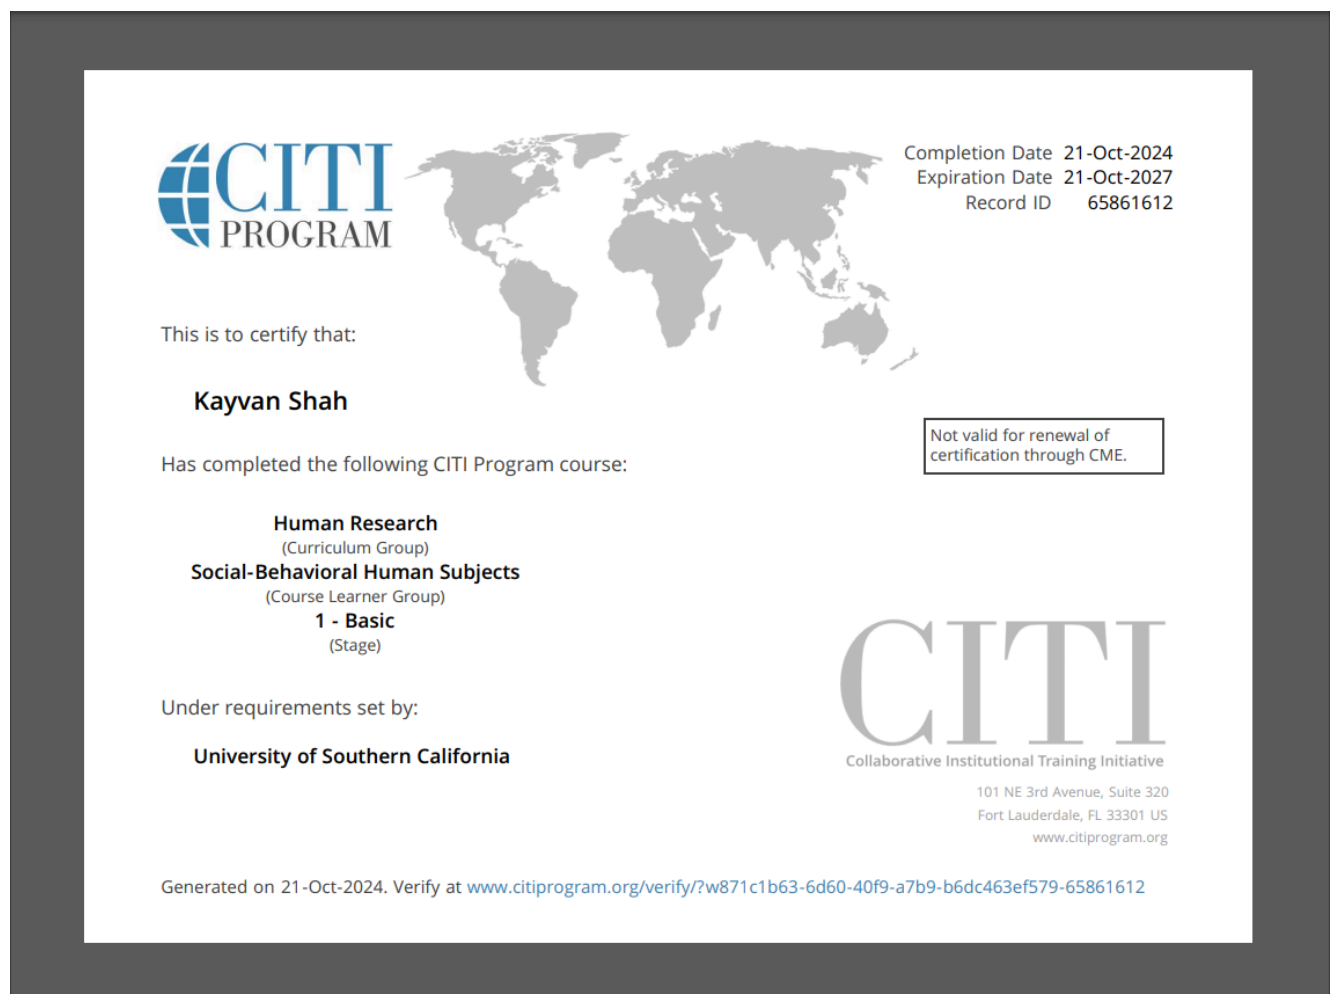 CITI
PROGRAM
Completion Date 21-Oct-2024
Expiration Date 21-Oct-2027
Record ID 65861612
This is to certify that:
Kayvan Shah
Has completed the following CITI Program course:
Not valid for renewal of
certification through CME.
Human Research
(Curriculum Group)
Social-Behavioral Human Subjects
(Course Learner Group)
1 - Basic
(Stage)
Under requirements set by:
University of Southern California
CITI
Collaborative Institutional Training Initiative
101 NE 3rd Avenue, Suite 320
Fort Lauderdale, FL 33301 US
www.citiprogram.org
Generated on 21-Oct-2024. Verify at www.citiprogram.org/verify/?w871c1b63-6d60-40f9-a7b9-b6dc463ef579-65861612